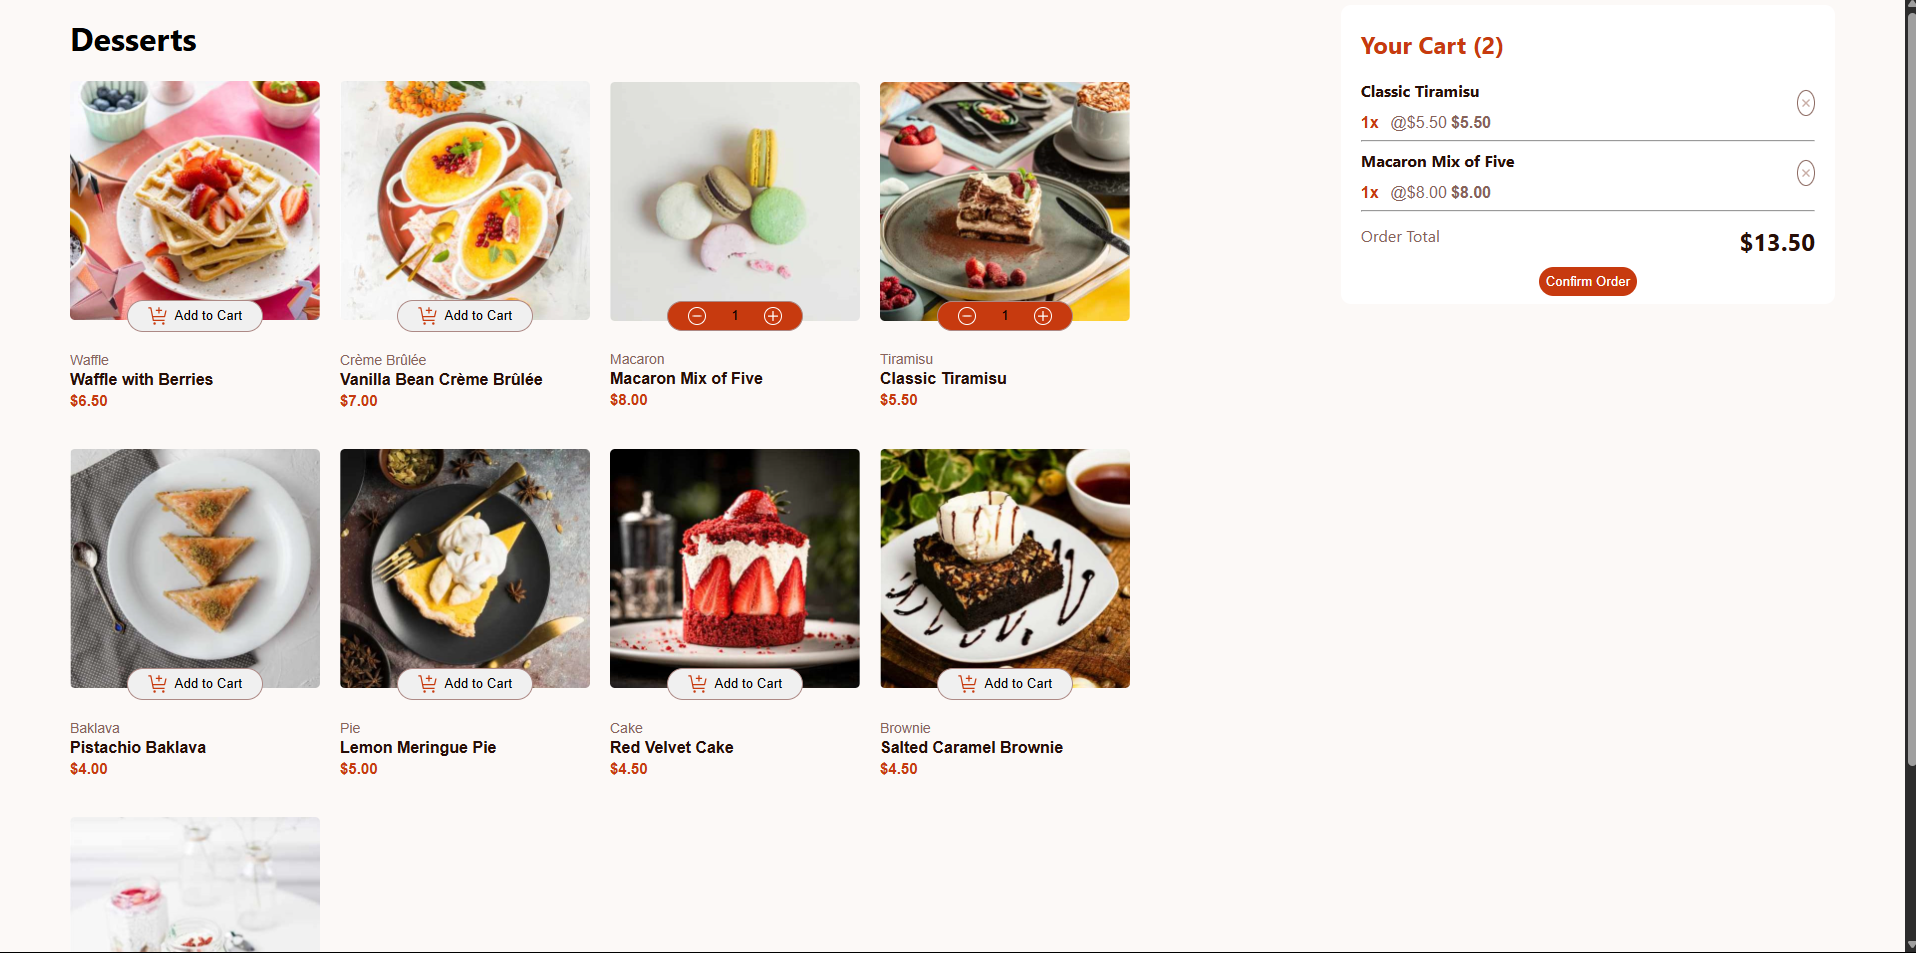 Desserts
Add to Cart
Waffle
Waffle with Berries
$6.50
Add to Cart
Crème Brûlée
Vanilla Bean Crème Brûlée
$7.00
1
Macaron
Macaron Mix of Five
$8.00
1
Tiramisu
Classic Tiramisu
$5.50
Add to Cart
Baklava
Pistachio Baklava
$4.00
Add to Cart
Pie
Lemon Meringue Pie
$5.00
Add to Cart
Cake
Red Velvet Cake
$4.50
Add to Cart
Brownie
Salted Caramel Brownie
$4.50
Your Cart (2)
Classic Tiramisu
1x @$5.50 $5.50
Macaron Mix of Five
1x @$8.00 $8.00
Order Total $13.50
Confirm Order